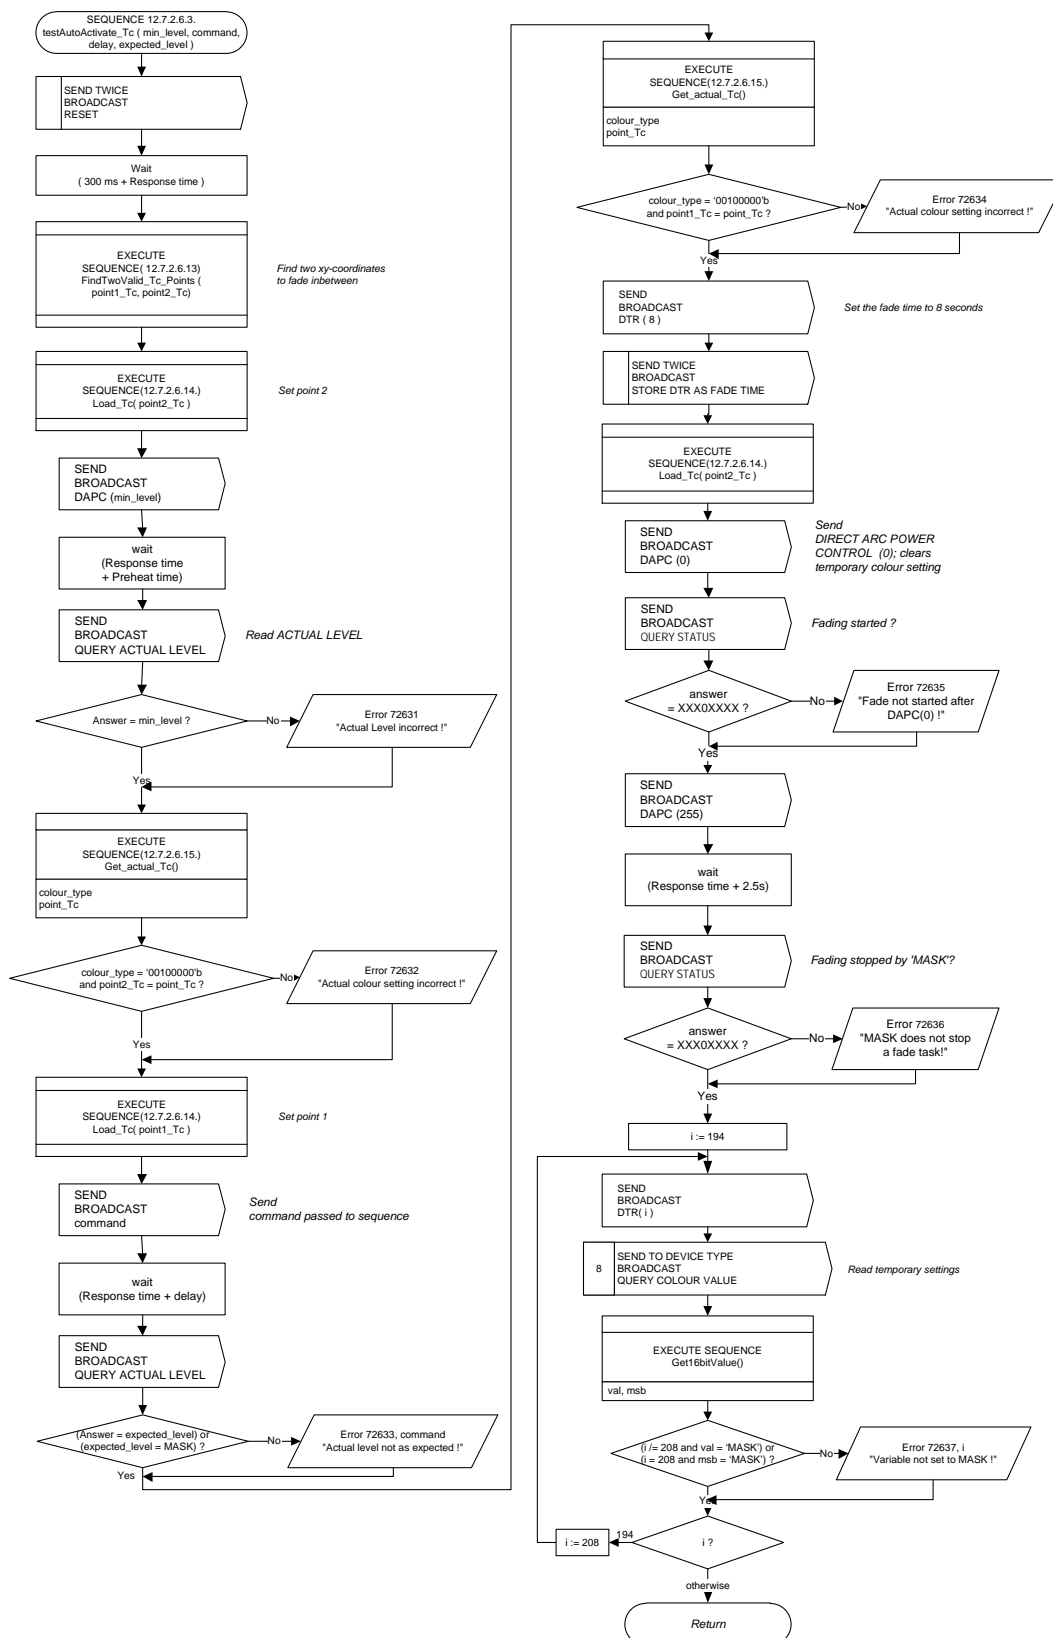 SEQUENCE 12.7.2.6.3.
testAutoActivate_Tc ( min_level, command,
delay, expected_level )
SEND TWICE
BROADCAST
RESET
Wait
( 300 ms + Response time )
EXECUTE
SEQUENCE( 12.7.2.6.13)
FindTwoValid_Tc_Points (
point1_Tc, point2_Tc)
Find two xy-coordinates
to fade inbetween
EXECUTE
SEQUENCE(12.7.2.6.14.)
Load_Tc( point2_Tc )
Set point 2
SEND
BROADCAST
DAPC (min_level)
wait
(Response time
+ Preheat time)
SEND
BROADCAST
QUERY ACTUAL LEVEL
Read ACTUAL LEVEL
Answer = min_level ?
No
Error 72631
"Actual Level incorrect !"
Yes
EXECUTE
SEQUENCE(12.7.2.6.15.)
Get_actual_Tc()
colour_type
point_Tc
colour_type = '00100000'b
and point2_Tc = point_Tc ?
No
Error 72632
"Actual colour setting incorrect !"
Yes
EXECUTE
SEQUENCE(12.7.2.6.14.)
Load_Tc( point1_Tc )
Set point 1
SEND
BROADCAST
command
Send
command passed to sequence
wait
(Response time + delay)
SEND
BROADCAST
QUERY ACTUAL LEVEL
(Answer = expected_level) or
(expected_level = MASK) ?
No
Error 72633, command
"Actual level not as expected !"
Yes
EXECUTE
SEQUENCE(12.7.2.6.15.)
Get_actual_Tc()
colour_type
point_Tc
colour_type = '00100000'b
and point1_Tc = point_Tc ?
No
Error 72634
"Actual colour setting incorrect !"
Yes
SEND
BROADCAST
DTR ( 8 )
Set the fade time to 8 seconds
SEND TWICE
BROADCAST
STORE DTR AS FADE TIME
EXECUTE
SEQUENCE(12.7.2.6.14.)
Load_Tc( point2_Tc )
SEND
BROADCAST
DAPC (0)
Send
DIRECT ARC POWER
CONTROL (0); clears
temporary colour setting
SEND
BROADCAST
QUERY STATUS
Fading started ?
answer
= XXX0XXXX ?
No
Error 72635
"Fade not started after
DAPC(0) !"
Yes
SEND
BROADCAST
DAPC (255)
wait
(Response time + 2.5s)
SEND
BROADCAST
QUERY STATUS
Fading stopped by 'MASK'?
answer
= XXX0XXXX ?
No
Error 72636
"MASK does not stop
a fade task!"
Yes
i := 194
SEND
BROADCAST
DTR( i )
8
SEND TO DEVICE TYPE
BROADCAST
QUERY COLOUR VALUE
Read temporary settings
EXECUTE SEQUENCE
Get16bitValue()
val, msb
(i /= 208 and val = 'MASK') or
(i = 208 and msb = 'MASK') ?
No
Error 72637, i
"Variable not set to MASK !"
Yes
i := 208
194
i ?
otherwise
Return